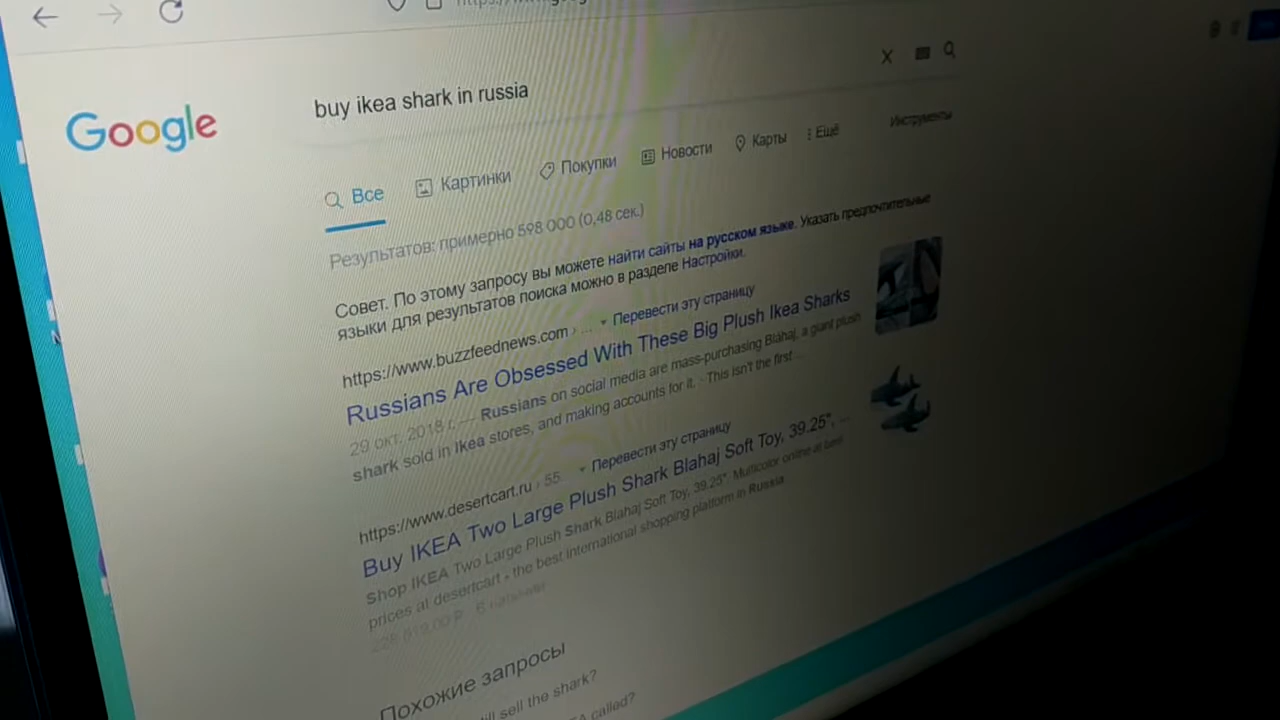 buy ikea shark in russia
Google
Все Картинки Покупки Новости Карты Ещё Инструменты
Результатов: примерно 598 000 (0,48 сек.)
Совет. По этому запросу вы можете найти сайты на русском языке. Указать предпочтительные
языки для результатов поиска можно в разделе Настройки.
https://www.buzzfeednews.com › ... Перевести эту страницу
Russians Are Obsessed With These Big Plush Ikea Sharks
29 окт. 2018 г. — Russians on social media are mass-purchasing Blahaj, a giant plush
shark sold in Ikea stores, and making accounts for it. · This isn't the first ...
https://www.desertcart.ru › 55... Перевести эту страницу
Buy IKEA Two Large Plush Shark Blahaj Soft Toy, 39.25", ...
Shop IKEA Two Large Plush Shark Blahaj Soft Toy, 39.25" Multicolor online at best
prices at desertcart - the best international shopping platform in Russia
В наличии
Похожие запросы
sell the shark?
called?